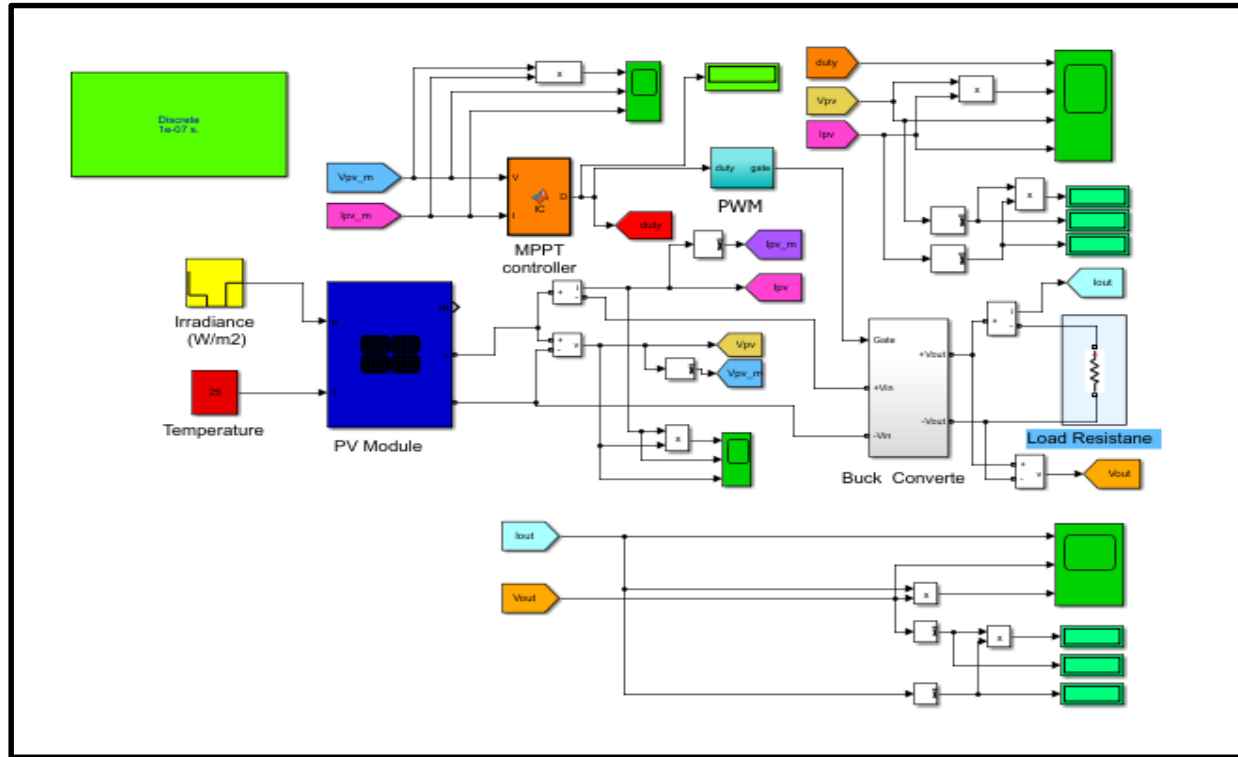 Discrete
1e-07 s.
x
duty
Vpv
x
Ipv
Vpv_m
V
D
IC
Ipv_m
I
MPPT
controller
duty
gate
PWM
duty
x
Ipv_m
Ipv
Iout
Irradiance
(W/m2)
+
i
-
+
i
-
+
v
-
Vpv
Vpv_m
25
Temperature
PV Module
Gate
+Vin
-Vin
+Vout
-Vout
Buck Converte
Load Resistane
x
+
v
-
Vout
Iout
Vout
x
x